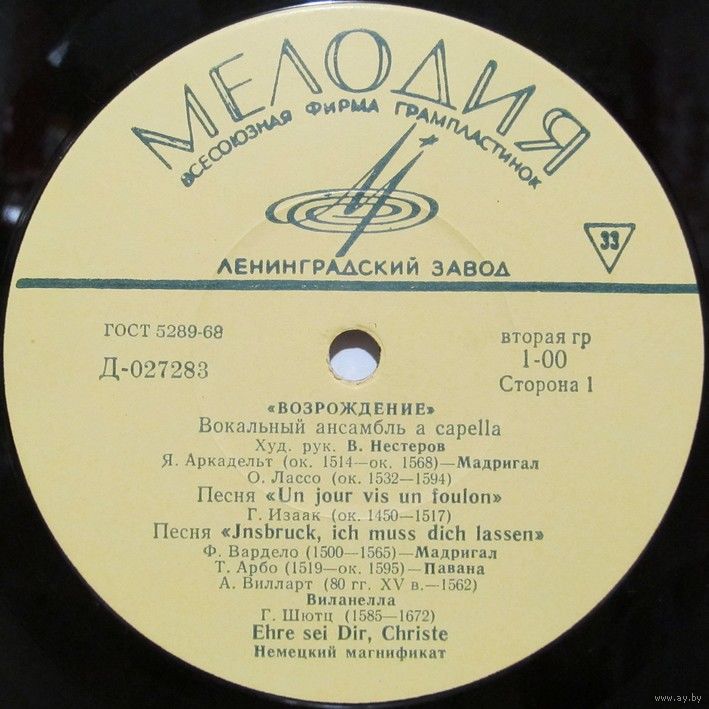 МЕЛОДИЯ
ВСЕСОЮЗНАЯ ФИРМА ГРАМПЛАСТИНОК
ЛЕНИНГРАДСКИЙ ЗАВОД
33
ГОСТ 5289-68
Д-027283
вторая гр
1-00
Сторона 1
«ВОЗРОЖДЕНИЕ»
Вокальный ансамбль a capella
Худ. рук. В. Нестеров
Я. Аркадельт (ок. 1514—ок. 1568)—Мадригал
О. Лассо (ок. 1532—1594)
Песня «Un jour vis un foulon»
Г. Изаак (ок. 1450—1517)
Песня «Jnsbruck, ich muss dich lassen»
Ф. Вардело (1500—1565)—Мадригал
Т. Арбо (1519—ок. 1595)—Павана
А. Вилларт (80 гг. XV в.—1562)
Виланелла
Г. Шютц (1585—1672)
Ehre sei Dir, Christe
Немецкий магнификат
www.ay.by